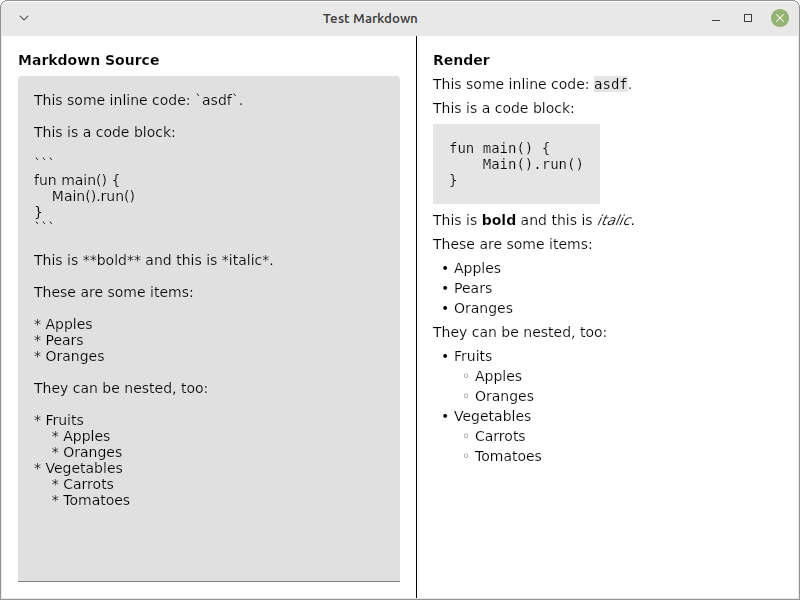 Test Markdown
Markdown Source
This some inline code: `asdf`.
This is a code block:
```
fun main() {
    Main().run()
}
```
This is **bold** and this is *italic*.
These are some items:
* Apples
* Pears
* Oranges
They can be nested, too:
* Fruits
    * Apples
    * Oranges
* Vegetables
    * Carrots
    * Tomatoes
Render
This some inline code: asdf.
This is a code block:
fun main() {
    Main().run()
}
This is bold and this is italic.
These are some items:
• Apples
• Pears
• Oranges
They can be nested, too:
• Fruits
    ◦ Apples
    ◦ Oranges
• Vegetables
    ◦ Carrots
    ◦ Tomatoes